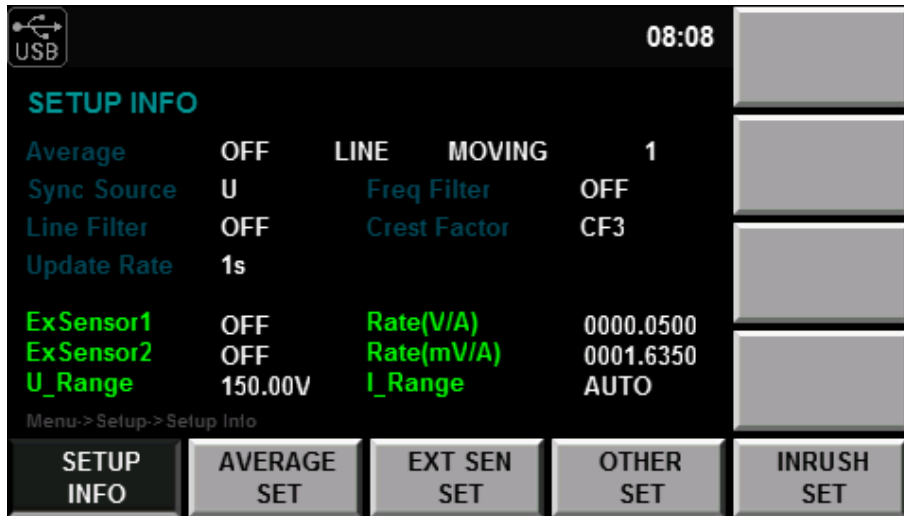 USB 08:08
SETUP INFO
Average OFF LINE MOVING 1
Sync Source U Freq Filter OFF
Line Filter OFF Crest Factor CF3
Update Rate 1s
ExSensor1 OFF Rate(V/A) 0000.0500
ExSensor2 OFF Rate(mV/A) 0001.6350
U_Range 150.00V I_Range AUTO
Menu->Setup->Setup Info
SETUP INFO
AVERAGE SET
EXT SEN SET
OTHER SET
INRUSH SET